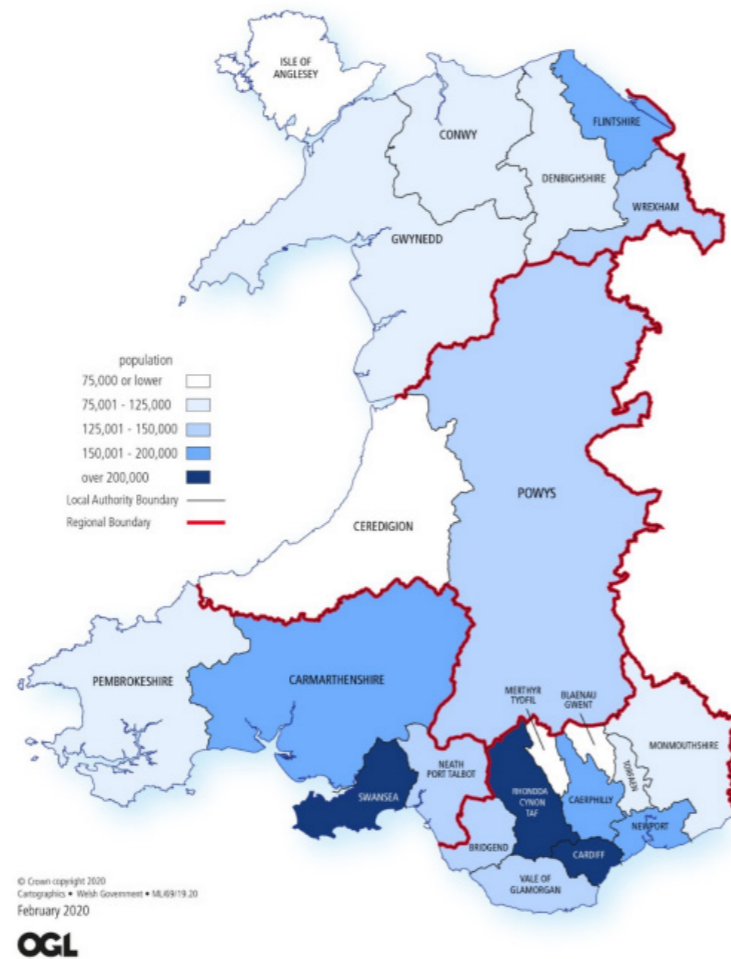 ISLE OF
ANGLESEY
CONWY
FLINTSHIRE
DENBIGHSHIRE
WREXHAM
GWYNEDD
population
75,000 or lower
75,001 - 125,000
125,001 - 150,000
150,001 - 200,000
over 200,000
Local Authority Boundary
Regional Boundary
POWYS
CEREDIGION
PEMBROKESHIRE
CARMARTHENSHIRE
MERTHYR
TYDFIL
BLAENAU
GWENT
MONMOUTHSHIRE
NEATH
PORT TALBOT
SWANSEA
RHONDDA
CYNON
TAF
CAERPHILLY
TORFAEN
NEWPORT
BRIDGEND
CARDIFF
VALE OF
GLAMORGAN
© Crown copyright 2020
Cartographics • Welsh Government • ML/69/19.20
February 2020
OGL